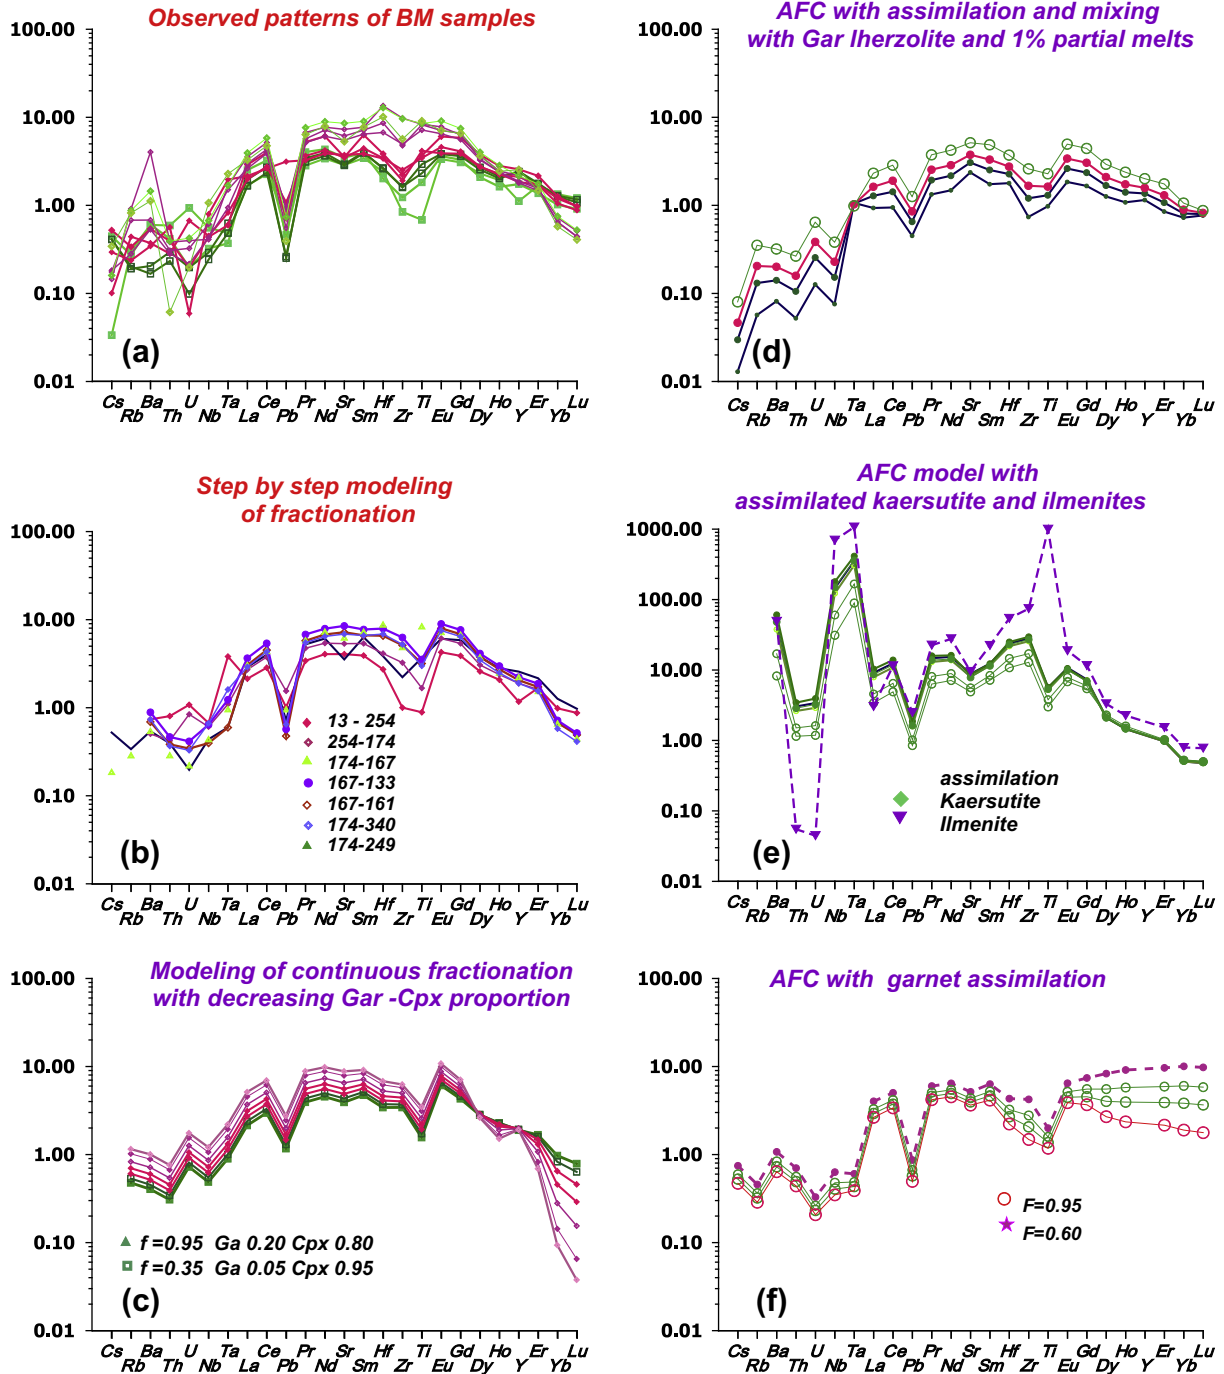 Observed patterns of BM samples
100.00
10.00
1.00
0.10
0.01
(a)
Cs Rb Ba Th U Nb Ta La Ce Pb Pr Nd Sr Sm Hf Zr Ti Eu Gd Dy Ho Y Er Yb Lu
AFC with assimilation and mixing
with Gar lherzolite and 1% partial melts
100.00
10.00
1.00
0.10
0.01
(d)
Cs Rb Ba Th U Nb Ta La Ce Pb Pr Nd Sr Sm Hf Zr Ti Eu Gd Dy Ho Y Er Yb Lu
Step by step modeling
of fractionation
100.00
10.00
1.00
0.10
0.01
13 - 254
254-174
174-167
167-133
167-161
174-340
174-249
(b)
Cs Rb Ba Th U Nb Ta La Ce Pb Pr Nd Sr Sm Hf Zr Ti Eu Gd Dy Ho Y Er Yb Lu
AFC model with
assimilated kaersutite and ilmenites
1000.00
100.00
10.00
1.00
0.10
0.01
assimilation
Kaersutite
Ilmenite
(e)
Cs Rb Ba Th U Nb Ta La Ce Pb Pr Nd Sr Sm Hf Zr Ti Eu Gd Dy Ho Y Er Yb Lu
Modeling of continuous fractionation
with decreasing Gar -Cpx proportion
100.00
10.00
1.00
0.10
0.01
f =0.95 Ga 0.20 Cpx 0.80
f =0.35 Ga 0.05 Cpx 0.95
(c)
Cs Rb Ba Th U Nb Ta La Ce Pb Pr Nd Sr Sm Hf Zr Ti Eu Gd Dy Ho Y Er Yb Lu
AFC with garnet assimilation
100.00
10.00
1.00
0.10
0.01
F=0.95
F=0.60
(f)
Cs Rb Ba Th U Nb Ta La Ce Pb Pr Nd Sr Sm Hf Zr Ti Eu Gd Dy Ho Y Er Yb Lu